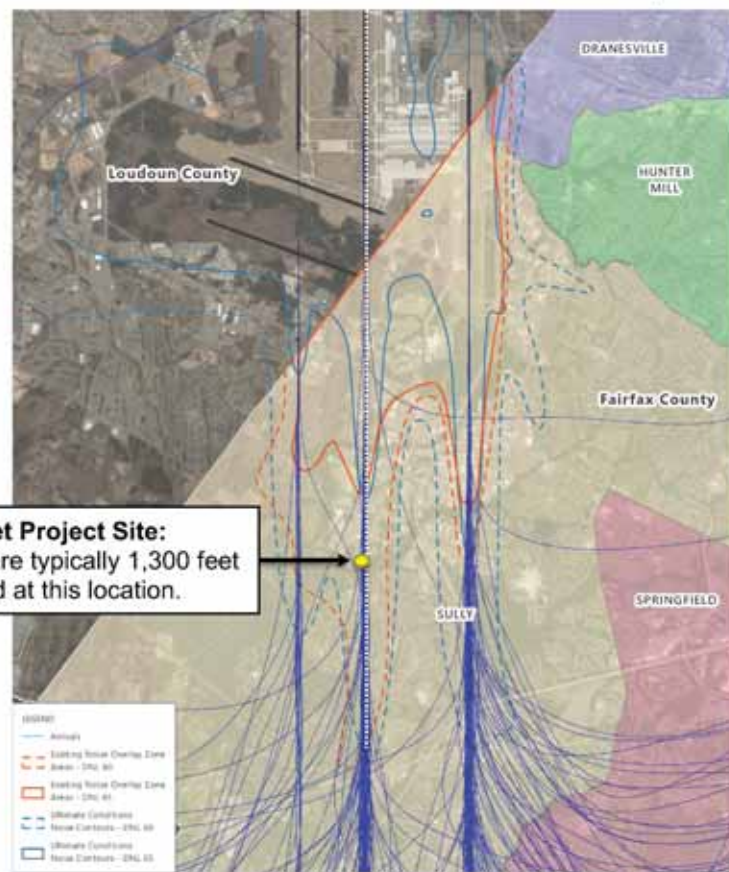 DRANESVILLE
HUNTER
MILL
Loudoun County
Fairfax County
et Project Site:
re typically 1,300 feet
d at this location.
SULLY
SPRINGFIELD
LEGEND
Arrivals
Existing Noise Overlay Zone
Areas - DNL 60
Existing Noise Overlay Zone
Areas - DNL 65
Ultimate Conditions
Noise Contours - DNL 60
Ultimate Conditions
Noise Contours - DNL 65